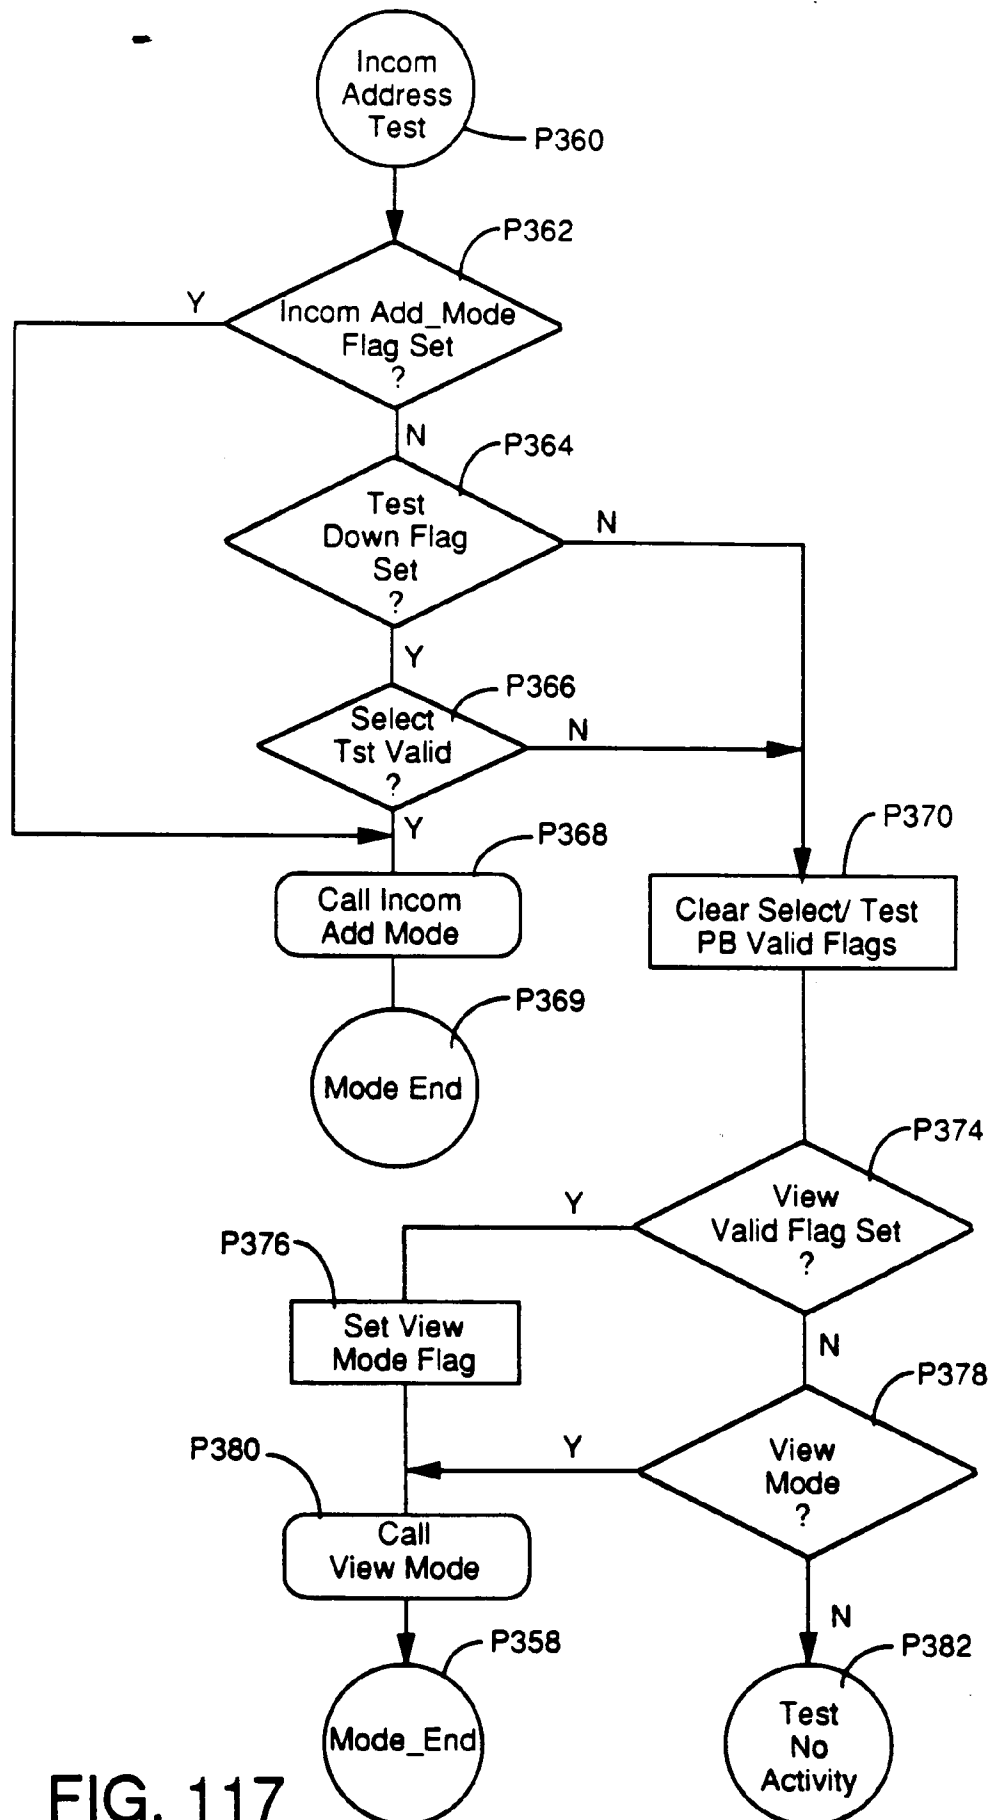 Incom
Address
Test
P360
P362
Y
Incom Add_Mode
Flag Set
?
N
P364
Test
Down Flag
Set
?
N
Y
P366
Select
Tst Valid
?
N
Y
P368
Call Incom
Add Mode
P370
Clear Select/ Test
PB Valid Flags
P369
Mode End
P374
View
Valid Flag Set
?
Y
P376
Set View
Mode Flag
N
P378
View
Mode
?
Y
P380
Call
View Mode
N
P358
Mode_End
P382
Test
No
Activity
FIG. 117